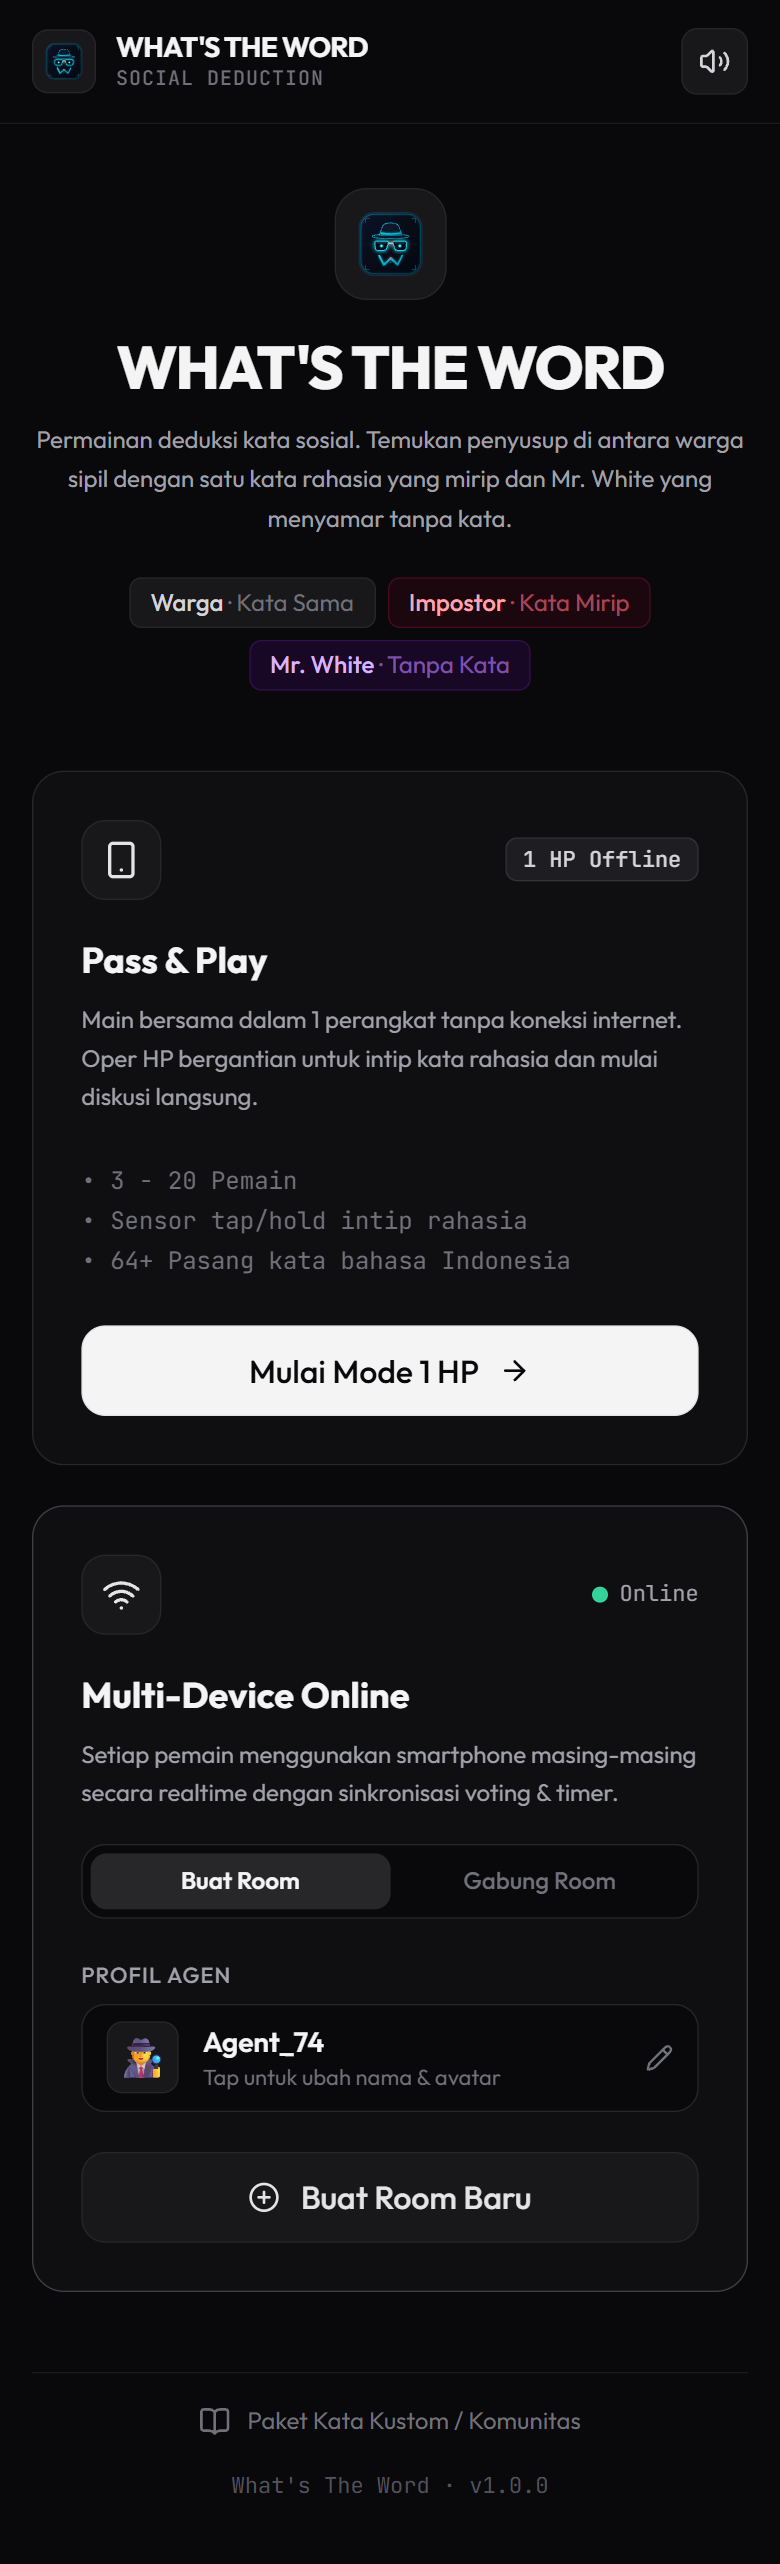 WHAT'S THE WORD
SOCIAL DEDUCTION
WHAT'S THE WORD
Permainan deduksi kata sosial. Temukan penyusup di antara warga
sipil dengan satu kata rahasia yang mirip dan Mr. White yang
menyamar tanpa kata.
Warga · Kata Sama
Impostor · Kata Mirip
Mr. White · Tanpa Kata
1 HP Offline
Pass & Play
Main bersama dalam 1 perangkat tanpa koneksi internet.
Oper HP bergantian untuk intip kata rahasia dan mulai
diskusi langsung.
• 3 - 20 Pemain
• Sensor tap/hold intip rahasia
• 64+ Pasang kata bahasa Indonesia
Mulai Mode 1 HP →
Online
Multi-Device Online
Setiap pemain menggunakan smartphone masing-masing
secara realtime dengan sinkronisasi voting & timer.
Buat Room
Gabung Room
PROFIL AGEN
Agent_74
Tap untuk ubah nama & avatar
Buat Room Baru
Paket Kata Kustom / Komunitas
What's The Word · v1.0.0